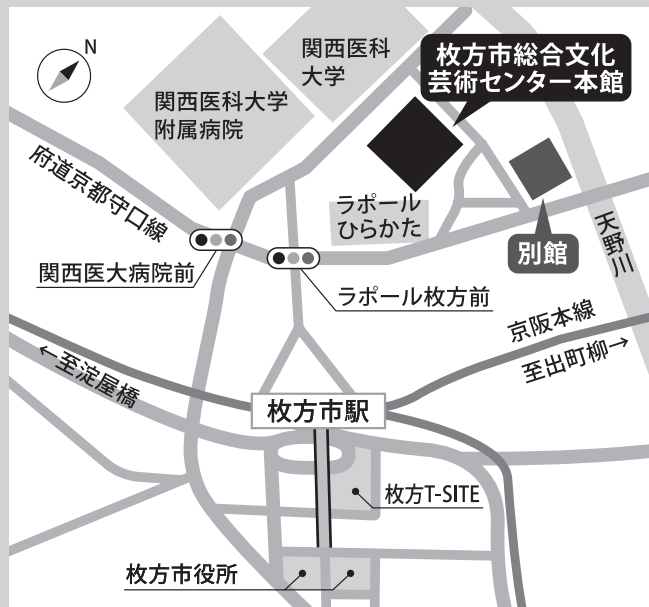 N
関西医科
大学
関西医科大学
附属病院
枚方市総合文化
芸術センター本館
府道京都守口線
ラポール
ひらかた
別館
天野川
関西医大病院前
ラポール枚方前
京阪本線
至出町柳→
←至淀屋橋
枚方市駅
枚方T-SITE
枚方市役所